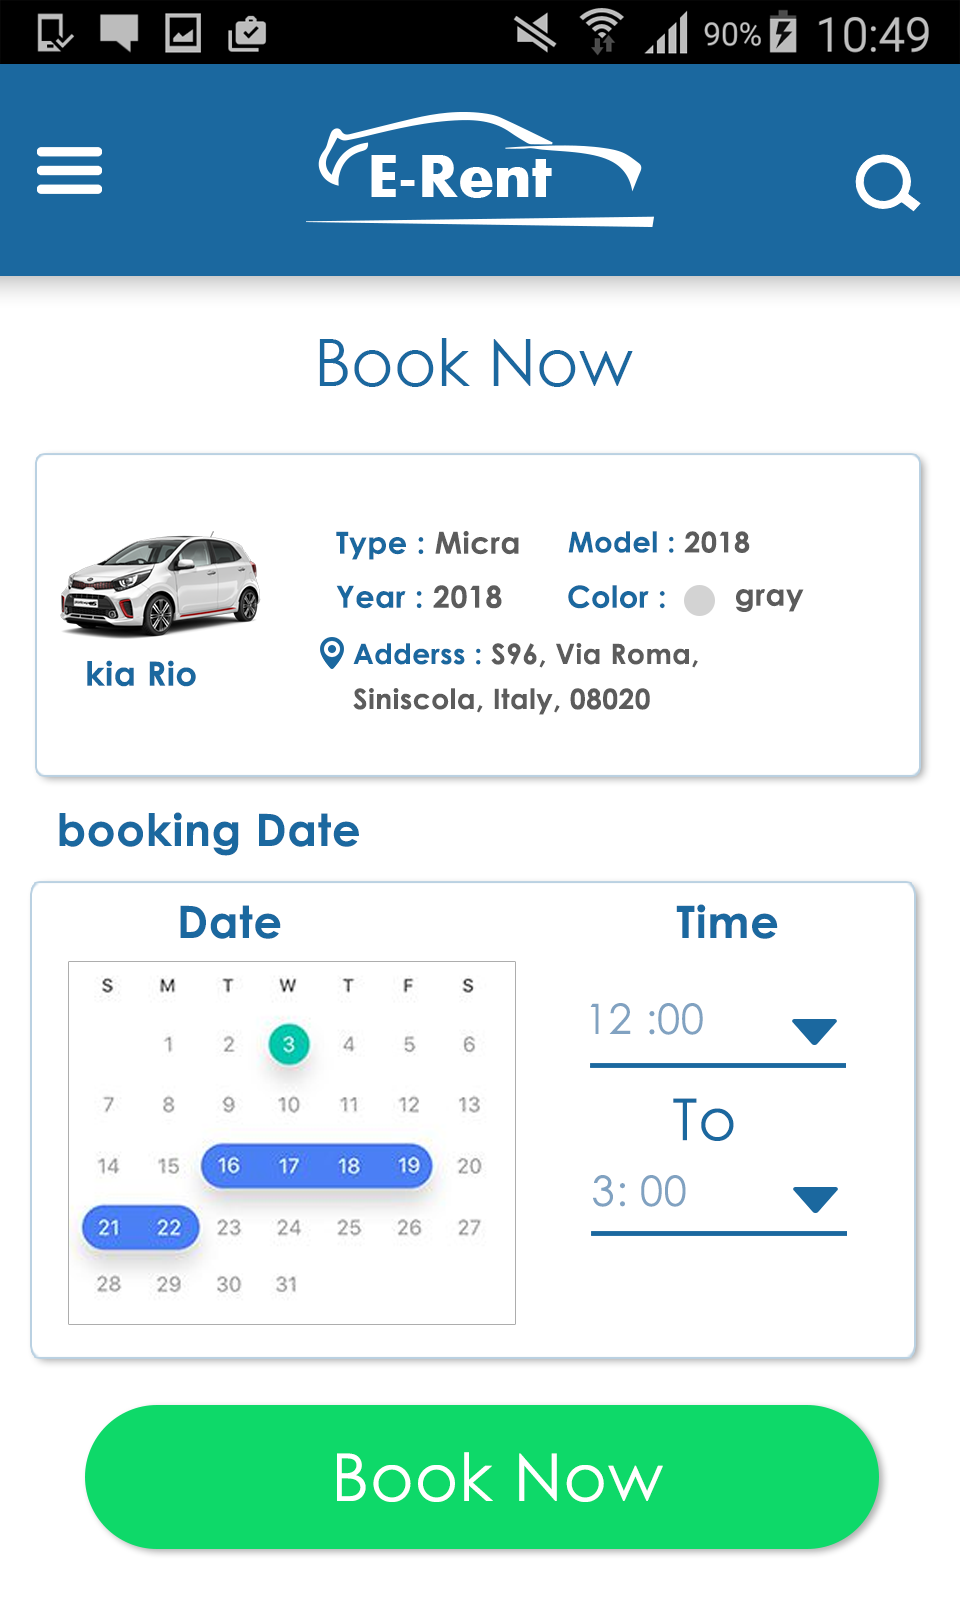 90% 10:49
E-Rent
Book Now
Type : Micra Model : 2018
Year : 2018 Color : gray
Adderss : S96, Via Roma,
Siniscola, Italy, 08020
kia Rio
booking Date
Date Time
S M T W T F S
1 2 3 4 5 6
7 8 9 10 11 12 13
14 15 16 17 18 19 20
21 22 23 24 25 26 27
28 29 30 31
12 :00
To
3: 00
Book Now